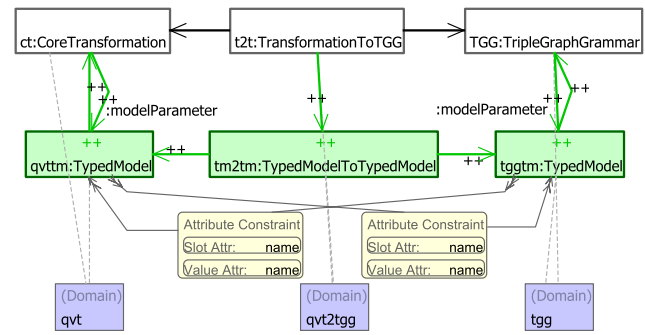 ct:CoreTransformation
t2t:TransformationToTGG
TGG:TripleGraphGrammar
++
++
:modelParameter
++
++
++
:modelParameter
++
qvttm:TypedModel
++
++
tm2tm:TypedModelToTypedModel
++
++
tggtm:TypedModel
Attribute Constraint
Slot Attr: name
Value Attr: name
Attribute Constraint
Slot Attr: name
Value Attr: name
(Domain)
qvt
(Domain)
qvt2tgg
(Domain)
tgg